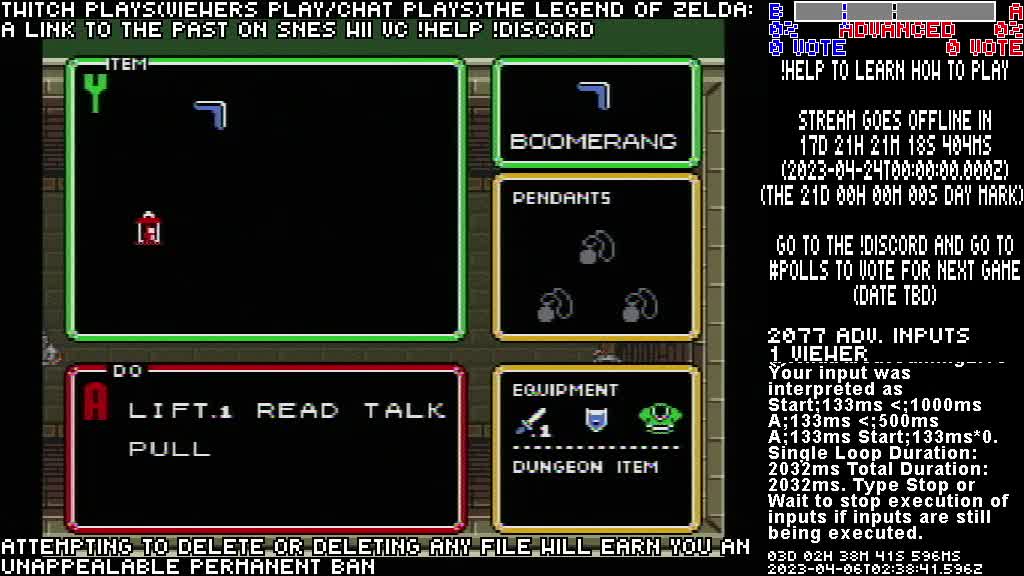 TWITCH PLAYS(VIEWERS PLAY/CHAT PLAYS)THE LEGEND OF ZELDA:
A LINK TO THE PAST ON SNES WII VC !HELP !DISCORD
ITEM
Y
BOOMERANG
PENDANTS
DO
A
LIFT.1 READ TALK
PULL
EQUIPMENT
.1
DUNGEON ITEM
ATTEMPTING TO DELETE OR DELETING ANY FILE WILL EARN YOU AN
UNAPPEALABLE PERMANENT BAN
B A
0% ADVANCED 0%
0 VOTE 0 VOTE
!HELP TO LEARN HOW TO PLAY
STREAM GOES OFFLINE IN
17D 21H 21M 18S 404MS
(2023-04-24T00:00:00.000Z)
(THE 21D 00H 00M 00S DAY MARK)
GO TO THE !DISCORD AND GO TO
#POLLS TO VOTE FOR NEXT GAME
(DATE TBD)
2077 ADV. INPUTS
1 VIEWER
Your input was
interpreted as
Start;133ms <;1000ms
A;133ms <;500ms
A;133ms Start;133ms*0.
Single Loop Duration:
2032ms Total Duration:
2032ms. Type Stop or
Wait to stop execution of
inputs if inputs are still
being executed.
03D 02H 38M 41S 596MS
2023-04-06T02:38:41.596Z